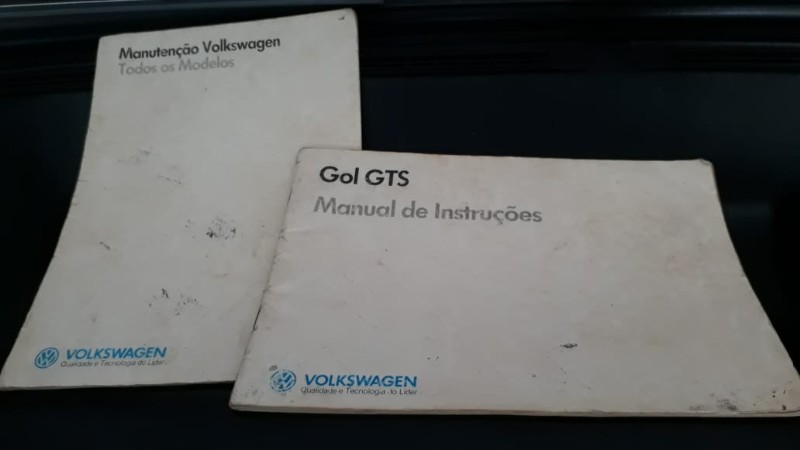 Manutenção Volkswagen
Todos os Modelos
VOLKSWAGEN
Qualidade e Tecnologia do Líder
Gol GTS
Manual de Instruções
VOLKSWAGEN
Qualidade e Tecnologia do Líder